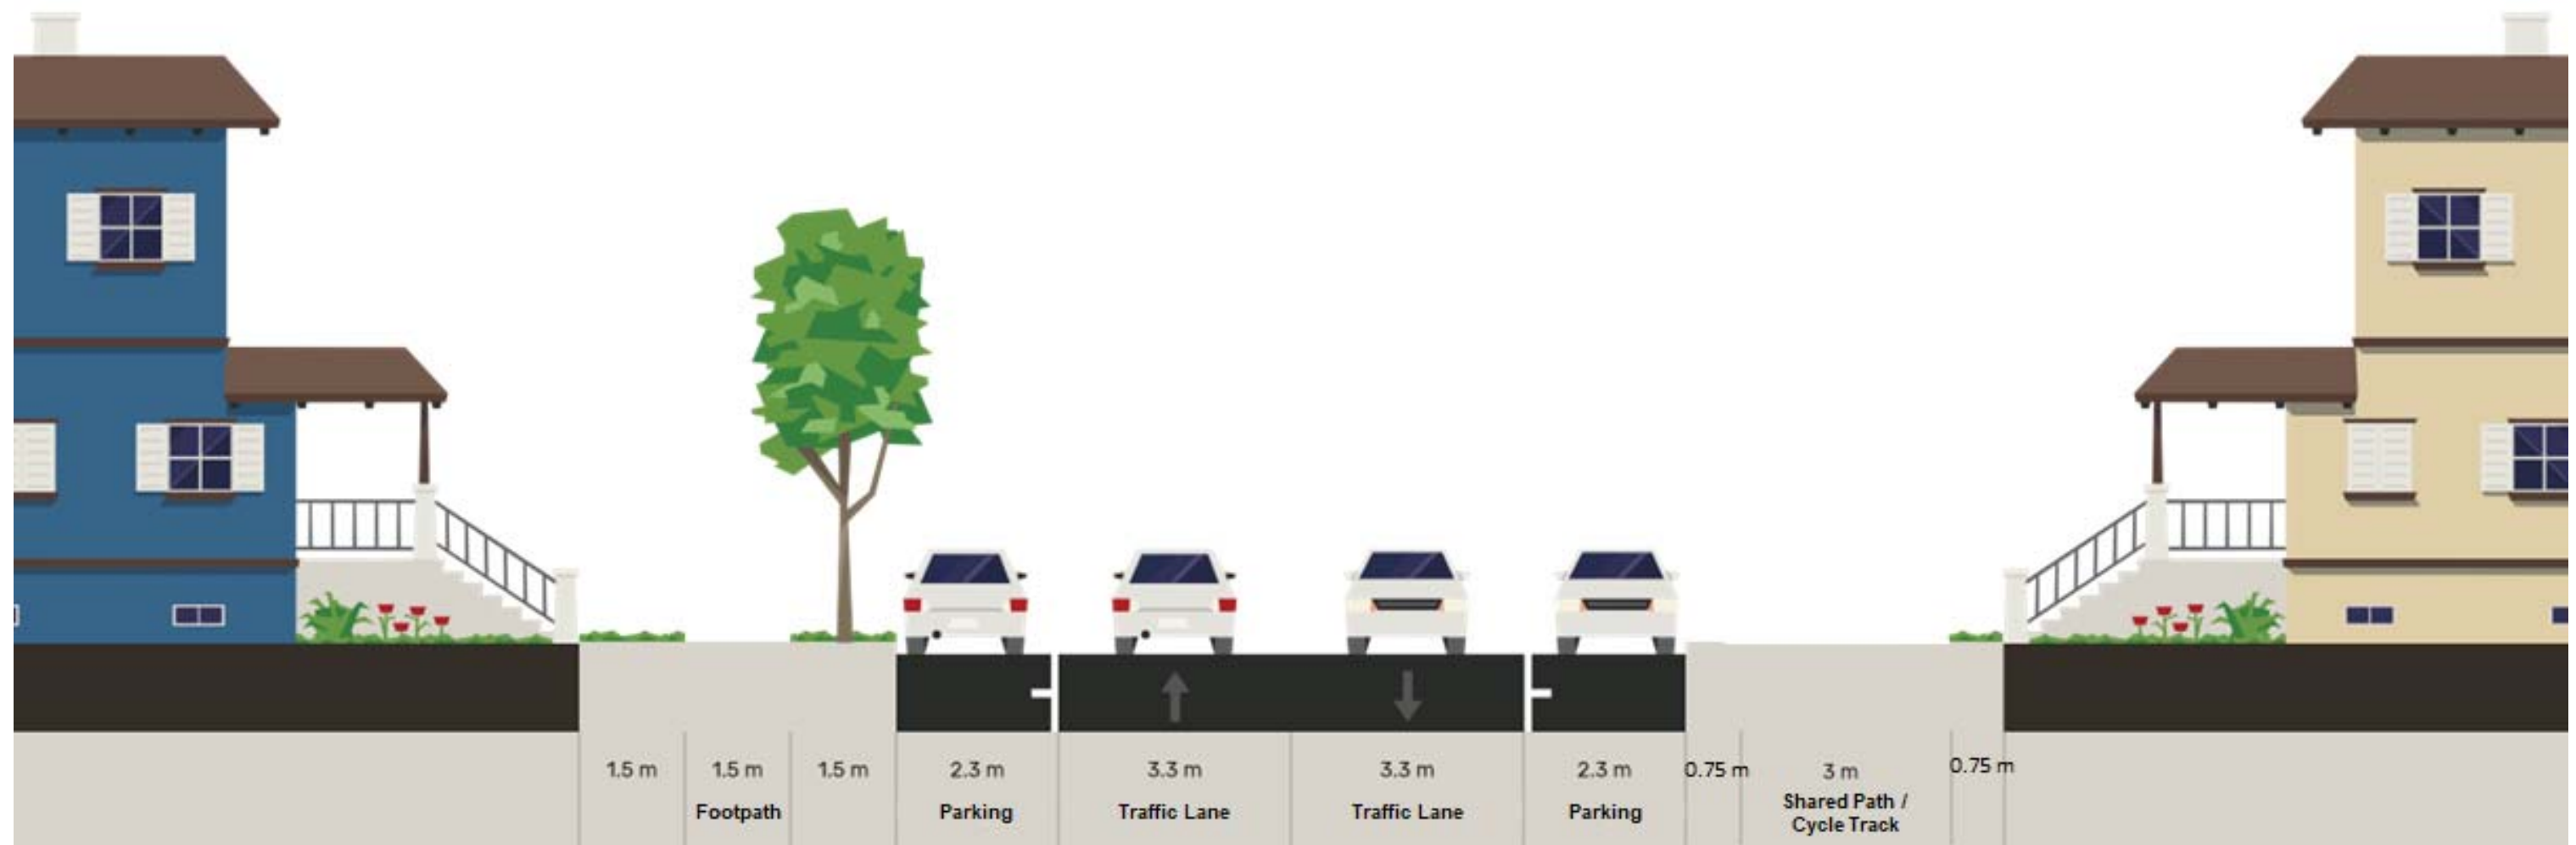 1.5 m
1.5 m
Footpath
1.5 m
2.3 m
Parking
3.3 m
Traffic Lane
3.3 m
Traffic Lane
2.3 m
Parking
0.75 m
3 m
Shared Path /
Cycle Track
0.75 m